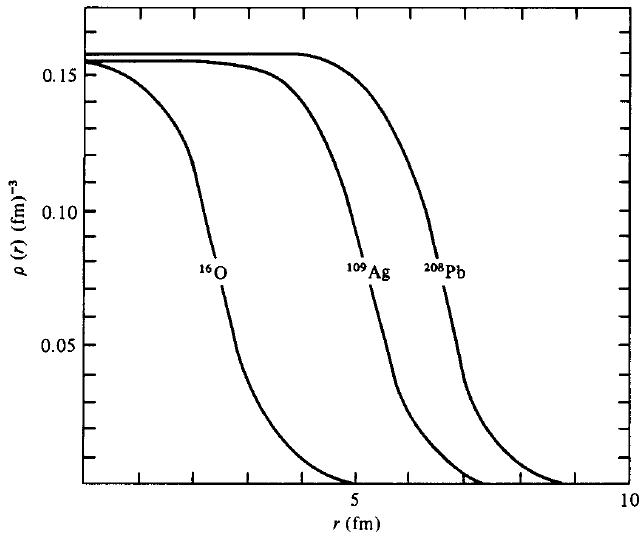 0.15
0.10
0.05
ρ (r) (fm)⁻³
¹⁶O
¹⁰⁹Ag
²⁰⁸Pb
5
10
r (fm)